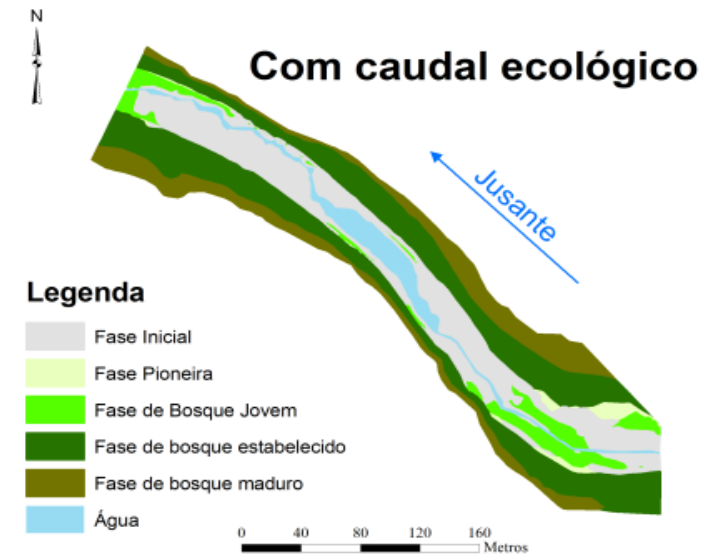 N
Com caudal ecológico
Jusante
Legenda
Fase Inicial
Fase Pioneira
Fase de Bosque Jovem
Fase de bosque estabelecido
Fase de bosque maduro
Água
0 40 80 120 160
Metros